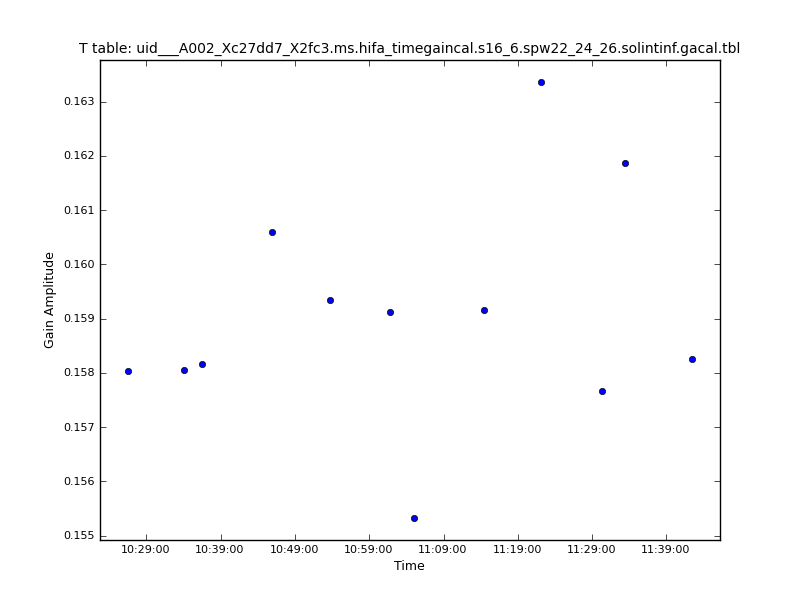 T table: uid___A002_Xc27dd7_X2fc3.ms.hifa_timegaincal.s16_6.spw22_24_26.solintinf.gacal.tbl
0.163
0.162
0.161
0.160
0.159
0.158
0.157
0.156
0.155
Gain Amplitude
10:29:00 10:39:00 10:49:00 10:59:00 11:09:00 11:19:00 11:29:00 11:39:00
Time